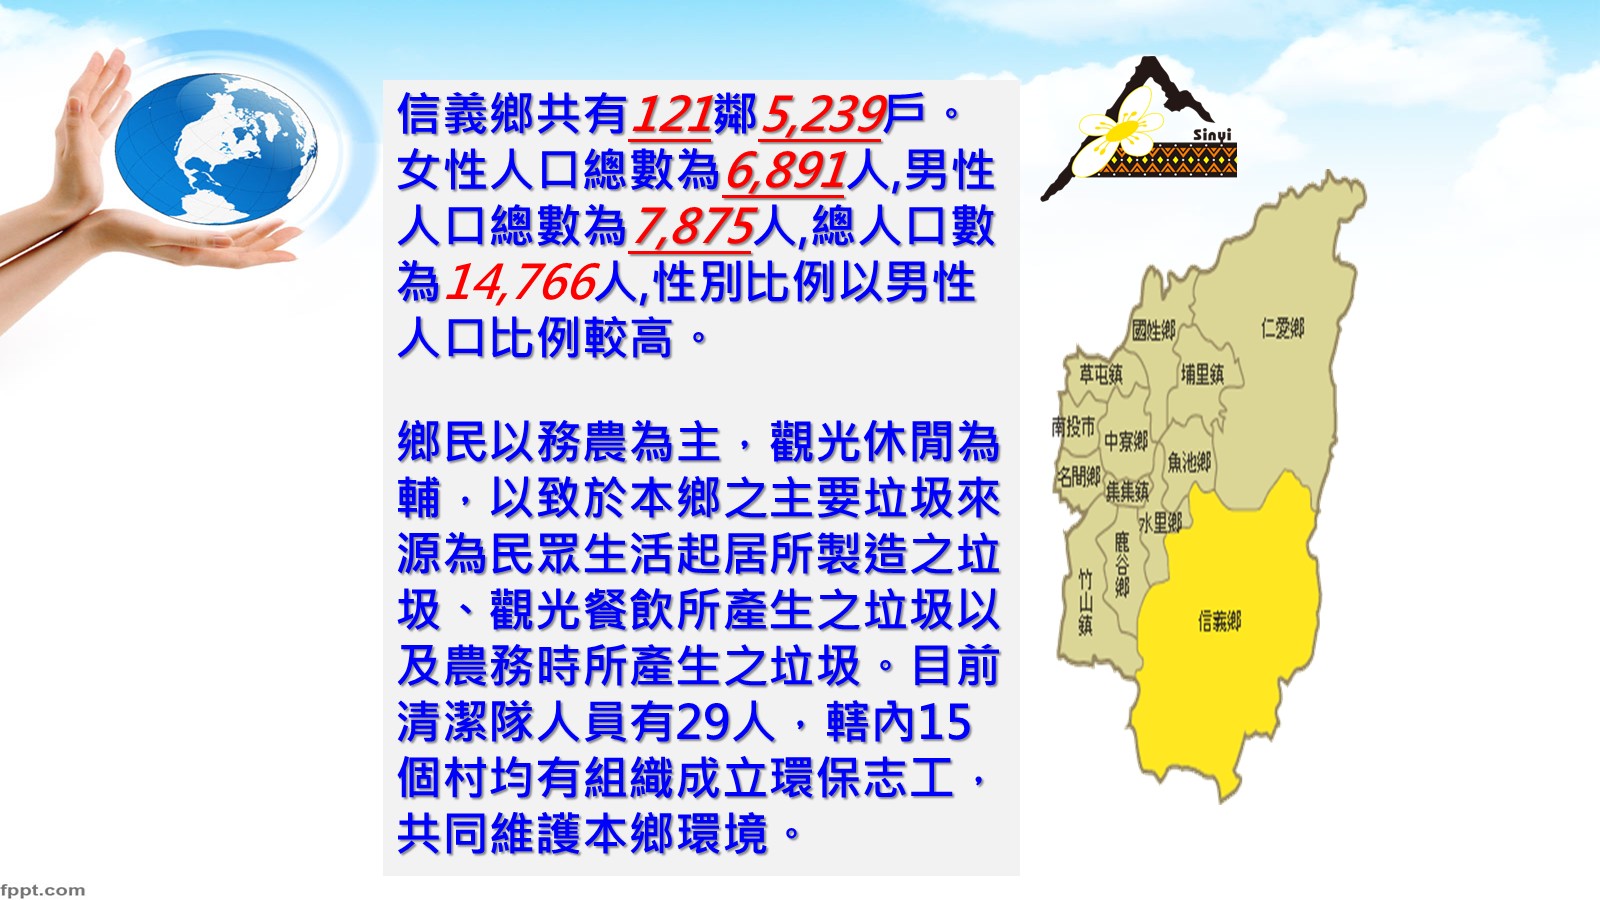 信義鄉共有121鄰5,239戶。
女性人口總數為6,891人,男性
人口總數為7,875人,總人口數
為14,766人,性別比例以男性
人口比例較高。
鄉民以務農為主，觀光休閒為
輔，以致於本鄉之主要垃圾來
源為民眾生活起居所製造之垃
圾、觀光餐飲所產生之垃圾以
及農務時所產生之垃圾。目前
清潔隊人員有29人，轄內15
個村均有組織成立環保志工，
共同維護本鄉環境。
Sinyi
仁愛鄉
國姓鄉
草屯鎮
埔里鎮
南投市
中寮鄉
魚池鄉
名間鄉
集集鎮
水里鄉
鹿谷鄉
竹山鎮
信義鄉
fppt.com